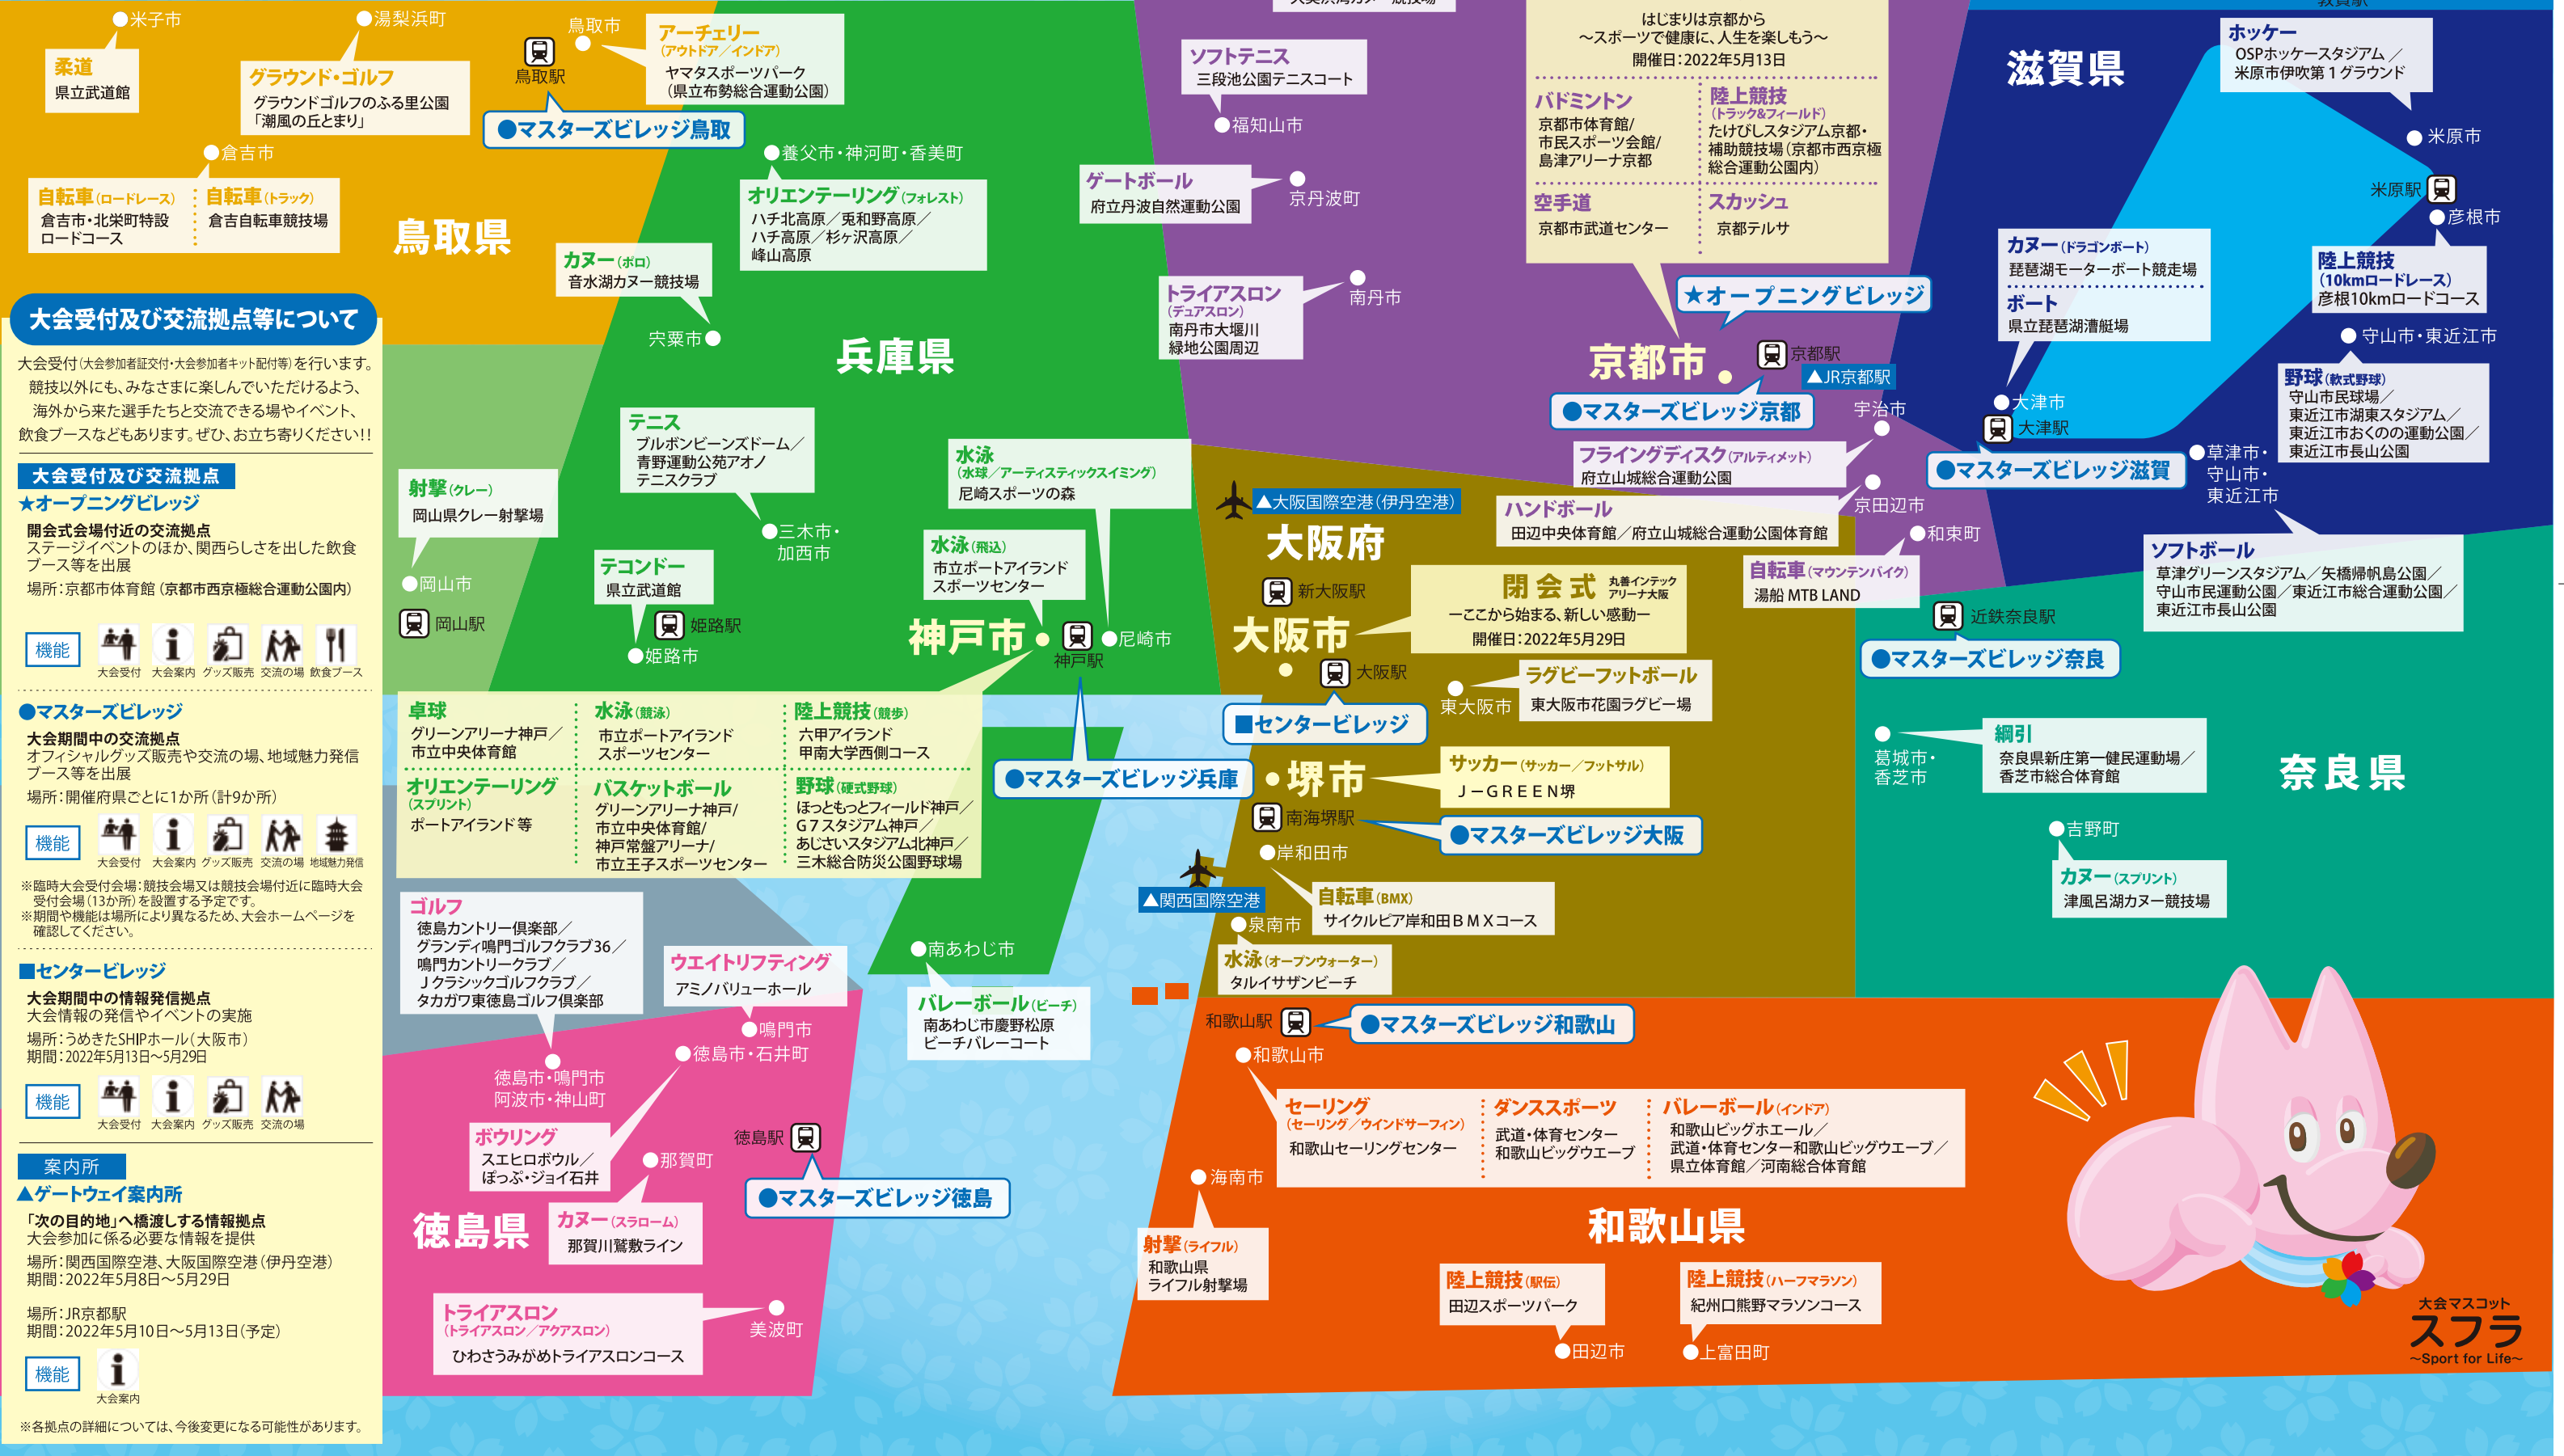 米子市
柔道
県立武道館
湯梨浜町
グラウンド・ゴルフ
グラウンドゴルフのふる里公園
「潮風の丘とまり」
鳥取市
鳥取駅
アーチェリー
(アウトドア/インドア)
ヤマタスポーツパーク
(県立布勢総合運動公園)
●マスターズビレッジ鳥取
倉吉市
自転車(ロードレース)
倉吉市・北栄町特設
ロードコース
自転車(トラック)
倉吉自転車競技場
鳥取県
養父市・神河町・香美町
オリエンテーリング(フォレスト)
ハチ北高原/兎和野高原/
ハチ高原/杉ヶ沢高原/
峰山高原
カヌー(ポロ)
音水湖カヌー競技場
宍粟市
兵庫県
テニス
ブルボンビーンズドーム/
青野運動公苑アオノ
テニスクラブ
三木市・
加西市
水泳
(水球/アーティスティックスイミング)
尼崎スポーツの森
水泳(飛込)
市立ポートアイランド
スポーツセンター
テコンドー
県立武道館
姫路駅
姫路市
神戸市
神戸駅
尼崎市
射撃(クレー)
岡山県クレー射撃場
岡山市
岡山駅
卓球
グリーンアリーナ神戸/
市立中央体育館
水泳(競泳)
市立ポートアイランド
スポーツセンター
陸上競技(競歩)
六甲アイランド
甲南大学西側コース
オリエンテーリング
(スプリント)
ポートアイランド等
バスケットボール
グリーンアリーナ神戸/
市立中央体育館/
神戸常盤アリーナ/
市立王子スポーツセンター
野球(硬式野球)
ほっともっとフィールド神戸/
G7スタジアム神戸/
あじさいスタジアム北神戸/
三木総合防災公園野球場
●マスターズビレッジ兵庫
南あわじ市
バレーボール(ビーチ)
南あわじ市慶野松原
ビーチバレーコート
ソフトテニス
三段池公園テニスコート
福知山市
ゲートボール
府立丹波自然運動公園
京丹波町
トライアスロン
(デュアスロン)
南丹市大堰川
緑地公園周辺
南丹市
はじまりは京都から
～スポーツで健康に、人生を楽しもう～
開催日:2022年5月13日
バドミントン
京都市体育館/
市民スポーツ会館/
島津アリーナ京都
陸上競技
(トラック&フィールド)
たけびしスタジアム京都・
補助競技場(京都市西京極
総合運動公園内)
空手道
京都市武道センター
スカッシュ
京都テルサ
★オープニングビレッジ
京都市
京都駅
▲JR京都駅
●マスターズビレッジ京都
宇治市
フライングディスク(アルティメット)
府立山城総合運動公園
京田辺市
ハンドボール
田辺中央体育館/府立山城総合運動公園体育館
和束町
自転車(マウンテンバイク)
湯船 MTB LAND
滋賀県
ホッケー
OSPホッケースタジアム/
米原市伊吹第1グラウンド
米原市
米原駅
彦根市
陸上競技
(10kmロードレース)
彦根10kmロードコース
カヌー(ドラゴンボート)
琵琶湖モーターボート競走場
ボート
県立琵琶湖漕艇場
守山市・東近江市
野球(軟式野球)
守山市民球場/
東近江市湖東スタジアム/
東近江市おくのの運動公園/
東近江市長山公園
大津市
大津駅
●マスターズビレッジ滋賀
草津市・
守山市・
東近江市
ソフトボール
草津グリーンスタジアム/矢橋帰帆島公園/
守山市民運動公園/東近江市総合運動公園/
東近江市長山公園
▲大阪国際空港(伊丹空港)
大阪府
新大阪駅
大阪市
大阪駅
閉会式
丸善インテック
アリーナ大阪
―ここから始まる、新しい感動―
開催日:2022年5月29日
■センタービレッジ
ラグビーフットボール
東大阪市花園ラグビー場
東大阪市
堺市
サッカー(サッカー/フットサル)
J-GREEN堺
南海堺駅
●マスターズビレッジ大阪
岸和田市
自転車(BMX)
サイクルピア岸和田BMXコース
▲関西国際空港
泉南市
水泳(オープンウォーター)
タルイサザンビーチ
近鉄奈良駅
●マスターズビレッジ奈良
葛城市・
香芝市
綱引
奈良県新庄第一健民運動場/
香芝市総合体育館
奈良県
吉野町
カヌー(スプリント)
津風呂湖カヌー競技場
和歌山駅
●マスターズビレッジ和歌山
和歌山市
セーリング
(セーリング/ウインドサーフィン)
和歌山セーリングセンター
ダンススポーツ
武道・体育センター
和歌山ビッグウエーブ
バレーボール(インドア)
和歌山ビッグホエール/
武道・体育センター和歌山ビッグウエーブ/
県立体育館/河南総合体育館
海南市
射撃(ライフル)
和歌山県
ライフル射撃場
和歌山県
陸上競技(駅伝)
田辺スポーツパーク
田辺市
陸上競技(ハーフマラソン)
紀州口熊野マラソンコース
上富田町
大会マスコット
スフラ
～Sport for Life～
ゴルフ
徳島カントリー倶楽部/
グランディ鳴門ゴルフクラブ36/
鳴門カントリークラブ/
Jクラシックゴルフクラブ/
タカガワ東徳島ゴルフ倶楽部
ウエイトリフティング
アミノバリューホール
鳴門市
徳島市・石井町
徳島市・鳴門市
阿波市・神山町
ボウリング
スエヒロボウル/
ぽっぷ・ジョイ石井
徳島駅
●マスターズビレッジ徳島
那賀町
カヌー(スラローム)
那賀川鷲敷ライン
徳島県
トライアスロン
(トライアスロン/アクアスロン)
ひわさうみがめトライアスロンコース
美波町
大会受付及び交流拠点等について
大会受付(大会参加者証交付・大会参加者キット配付等)を行います。
競技以外にも、みなさまに楽しんでいただけるよう、
海外から来た選手たちと交流できる場やイベント、
飲食ブースなどもあります。ぜひ、お立ち寄りください!!
大会受付及び交流拠点
★オープニングビレッジ
開会式会場付近の交流拠点
ステージイベントのほか、関西らしさを出した飲食
ブース等を出展
場所:京都市体育館(京都市西京極総合運動公園内)
機能
大会受付 大会案内 グッズ販売 交流の場 飲食ブース
●マスターズビレッジ
大会期間中の交流拠点
オフィシャルグッズ販売や交流の場、地域魅力発信
ブース等を出展
場所:開催府県ごとに1か所(計9か所)
機能
大会受付 大会案内 グッズ販売 交流の場 地域魅力発信
※臨時大会受付会場:競技会場又は競技会場付近に臨時大会
受付会場(13か所)を設置する予定です。
※期間や機能は場所により異なるため、大会ホームページを
確認してください。
■センタービレッジ
大会期間中の情報発信拠点
大会情報の発信やイベントの実施
場所:うめきたSHIPホール(大阪市)
期間:2022年5月13日～5月29日
機能
大会受付 大会案内 グッズ販売 交流の場
案内所
▲ゲートウェイ案内所
「次の目的地」へ橋渡しする情報拠点
大会参加に係る必要な情報を提供
場所:関西国際空港、大阪国際空港(伊丹空港)
期間:2022年5月8日～5月29日
場所:JR京都駅
期間:2022年5月10日～5月13日(予定)
機能
大会案内
※各拠点の詳細については、今後変更になる可能性があります。